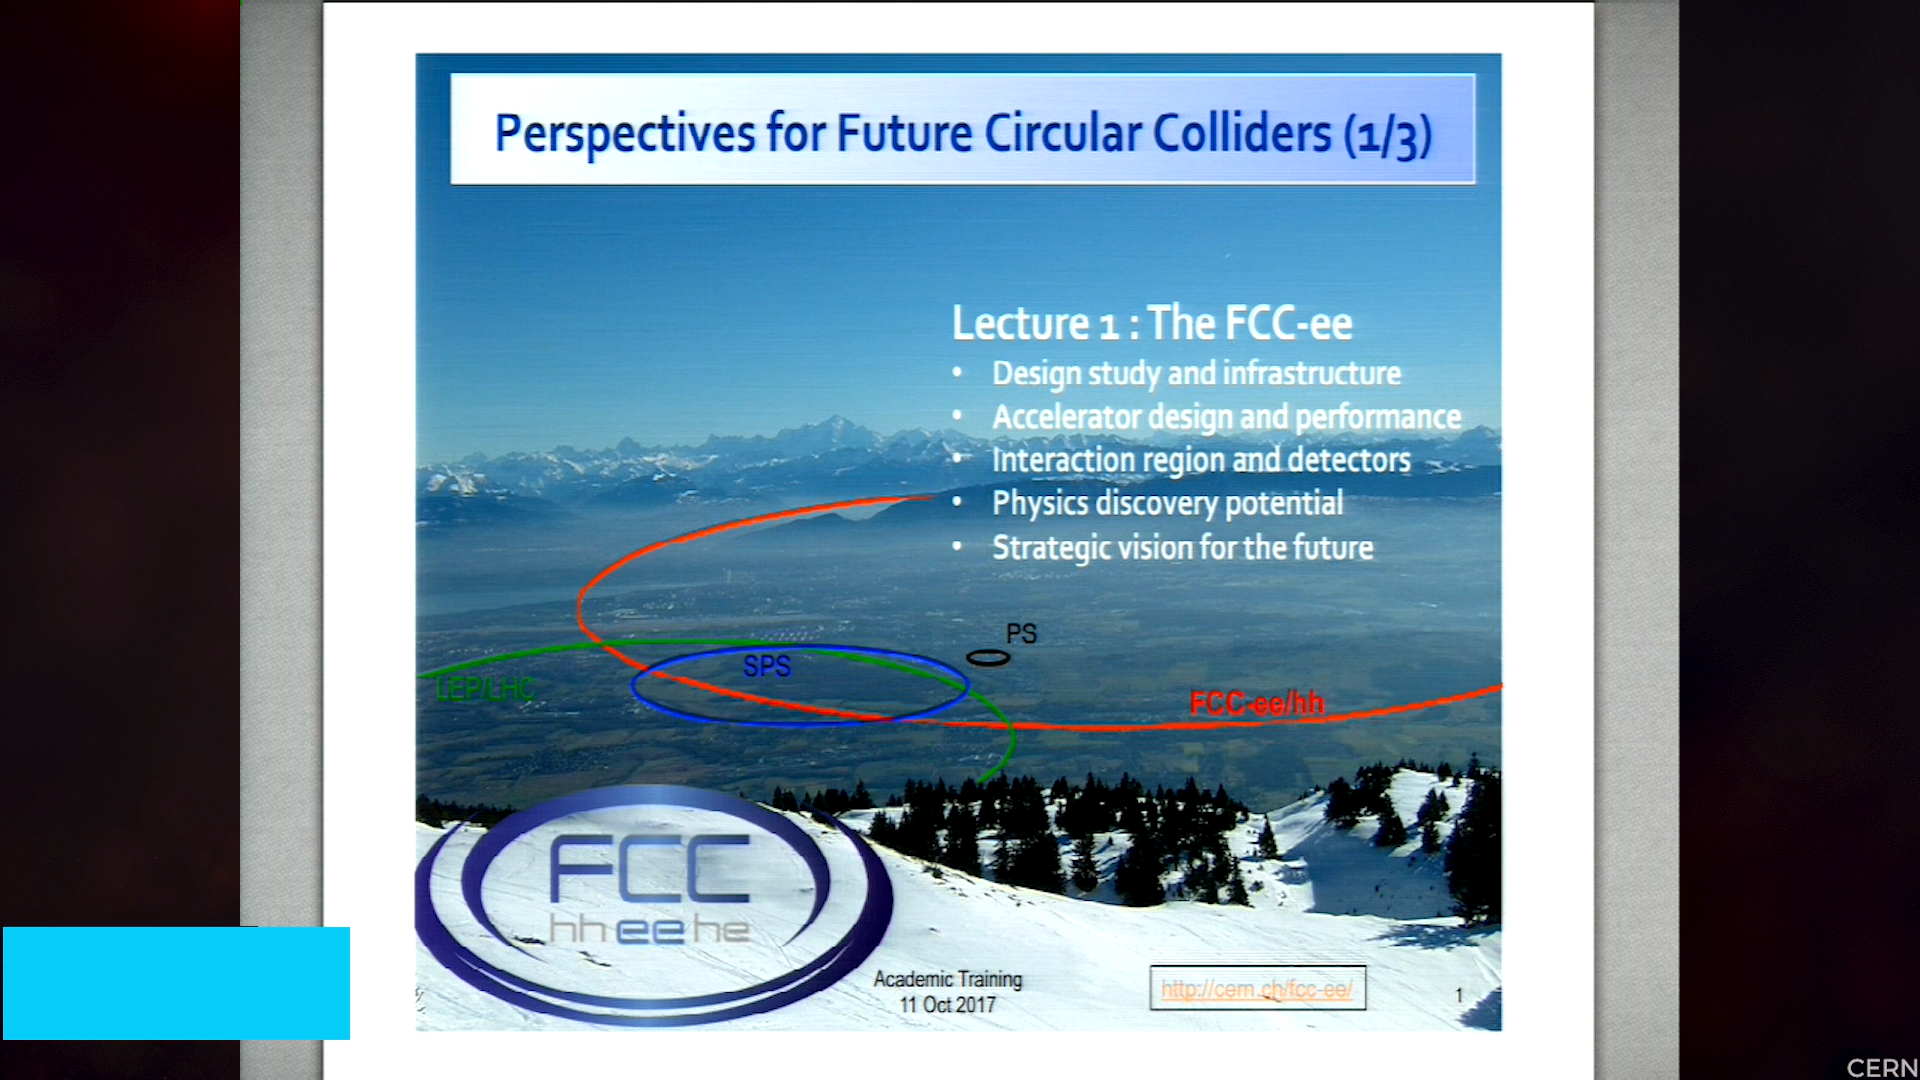 Perspectives for Future Circular Colliders (1/3)
Lecture 1 : The FCC-ee
• Design study and infrastructure
• Accelerator design and performance
• Interaction region and detectors
• Physics discovery potential
• Strategic vision for the future
PS
SPS
LEP/LHC
FCC-ee/hh
FCC
hh ee he
Academic Training
11 Oct 2017
http://cern.ch/fcc-ee/
1
CERN